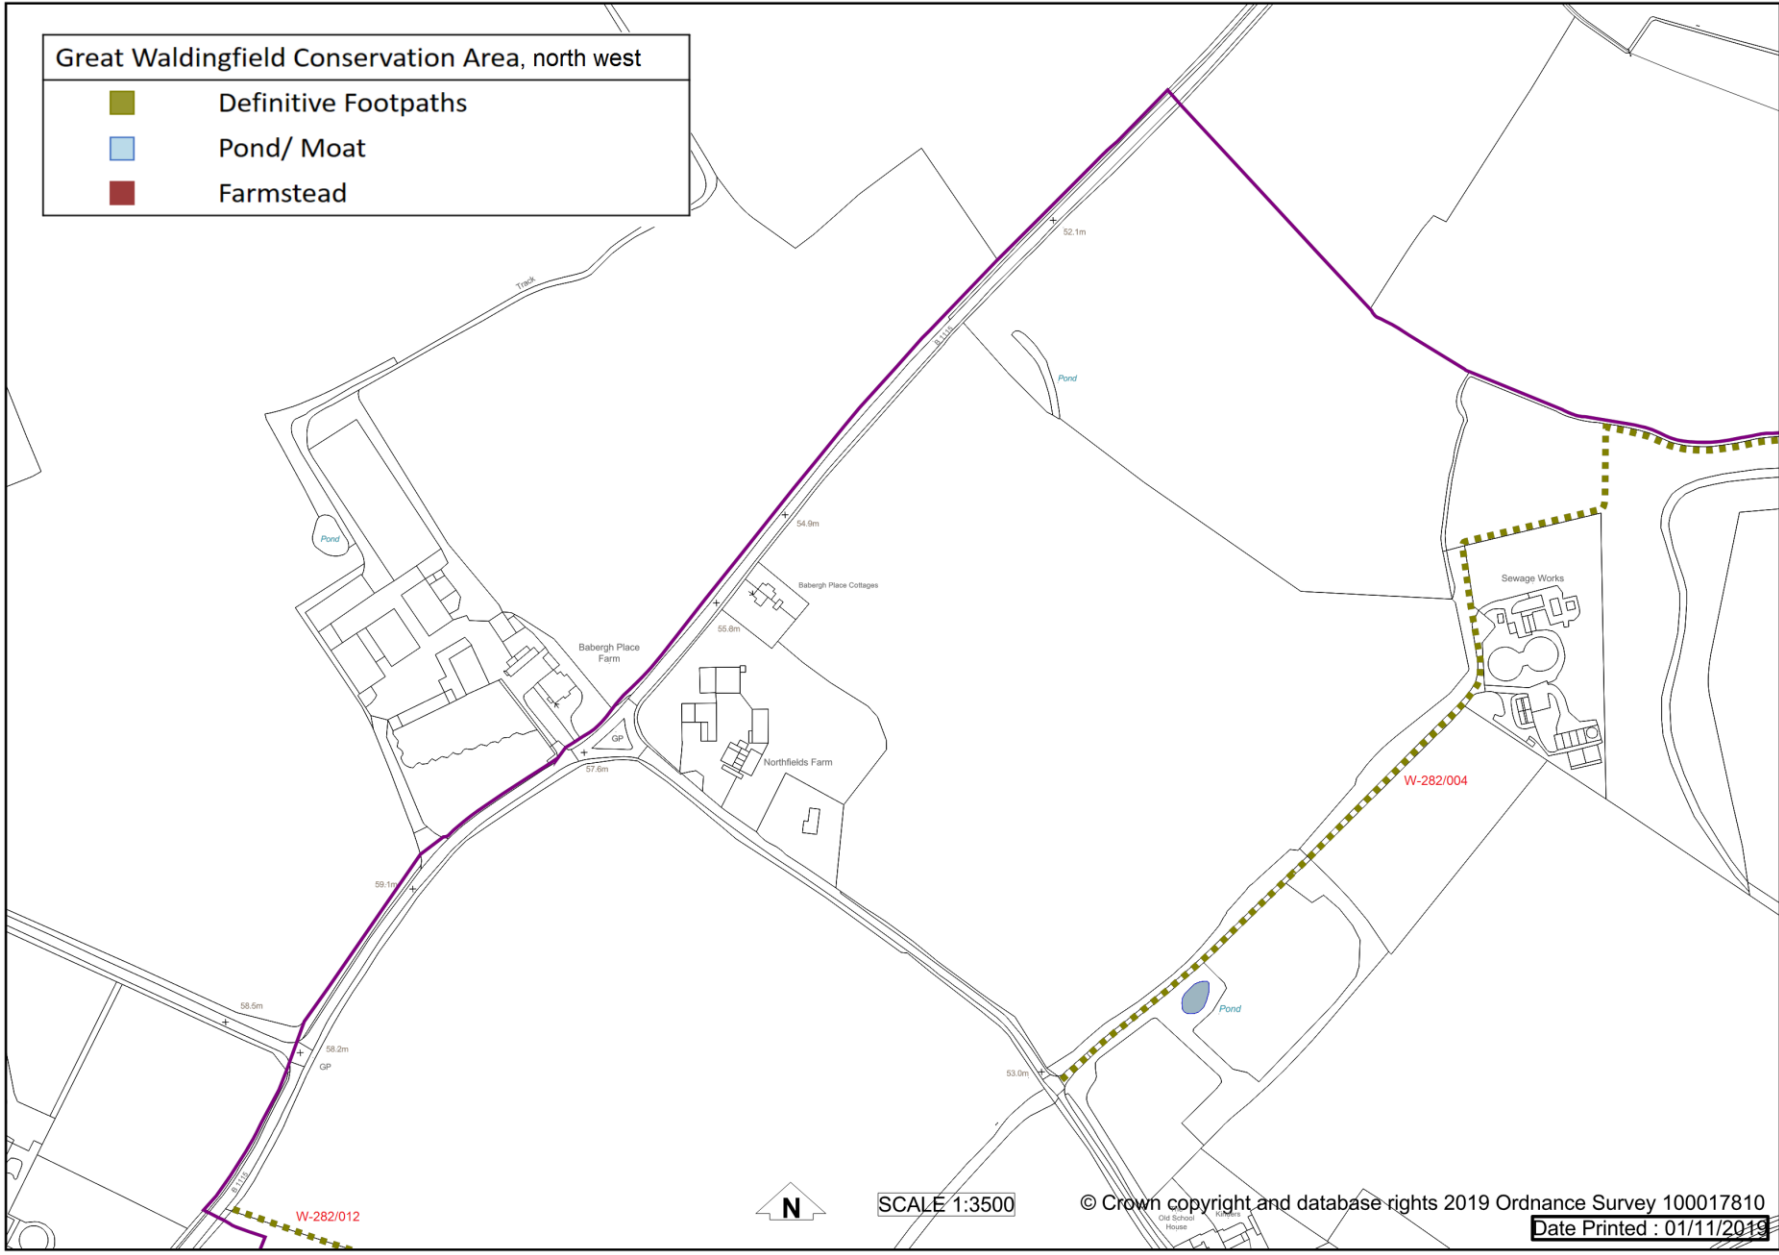 Great Waldingfield Conservation Area, north west
Definitive Footpaths
Pond/ Moat
Farmstead
52.1m
Track
B 1115
Pond
54.9m
Pond
Babergh Place Cottages
Sewage Works
55.8m
Babergh Place
Farm
GP
Northfields Farm
57.6m
W-282/004
59.1m
58.5m
Pond
58.2m
GP
53.0m
B 1115
W-282/012
N
SCALE 1:3500
© Crown copyright and database rights 2019 Ordnance Survey 100017810
Old School
House
Date Printed : 01/11/2019